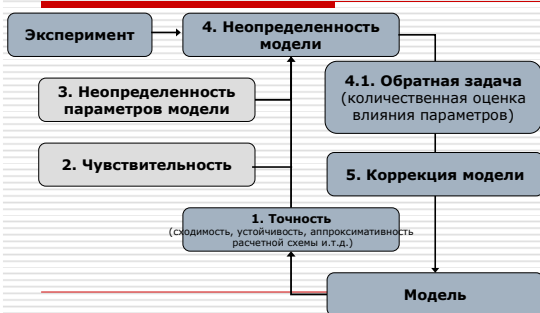 Эксперимент
4. Неопределенность
модели
3. Неопределенность
параметров модели
4.1. Обратная задача
(количественная оценка
влияния параметров)
2. Чувствительность
5. Коррекция модели
1. Точность
(сходимость, устойчивость, аппроксимативность
расчетной схемы и.т.д.)
Модель